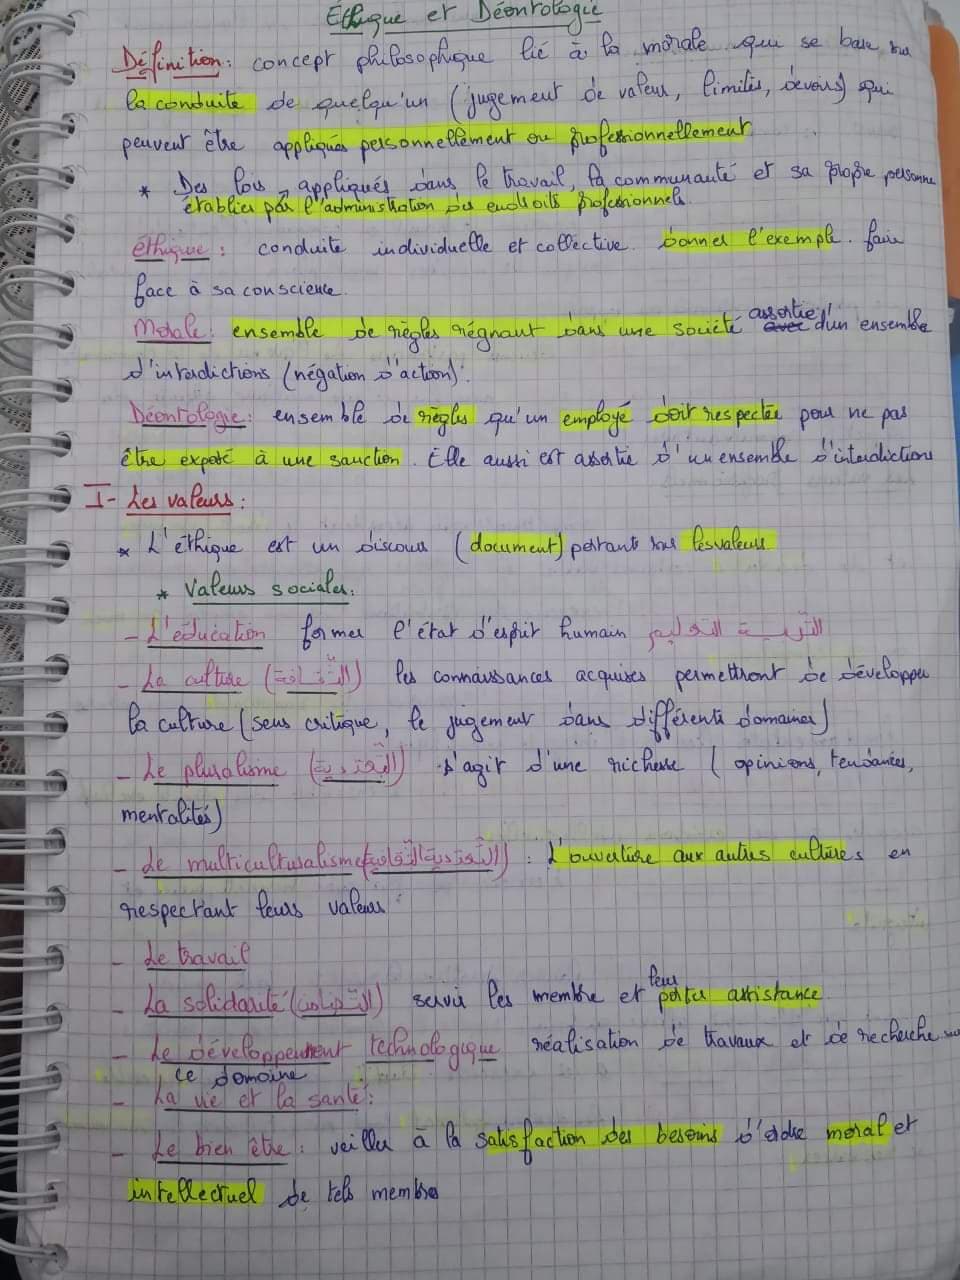 Éthique et Déontologie
Définition: concept philosophique lié à la morale qui se base sur
la conduite de quelqu'un (jugement de valeur, limites, devoirs) qui
peuvent être appliqués personnellement ou professionnellement
* Des lois appliqués dans le travail, la communauté et sa propre personne
établies par l'administration des endroits professionnels.
éthique: conduite individuelle et collective. donner l'exemple. faire
face à sa conscience.
Morale: ensemble de règles régnant dans une société assortie d'un ensemble
d'interdictions (négation d'action).
Déontologie: ensemble de règles qu'un employé doit respecter pour ne pas
être exposé à une sanction. Elle aussi est assortie d'un ensemble d'interdictions
I- Les valeurs:
* L'éthique est un discours (document) portant sur les valeurs
* Valeurs sociales:
- L'éducation former l'état d'esprit humain التربية التعليم
- La culture (الثقافة) les connaissances acquises permettront de développer
la culture (sens critique, le jugement dans différents domaines)
- Le pluralisme (التعددية) s'agir d'une richesse (opinions, tendances,
mentalités)
- Le multiculturalisme (التعددية الثقافية): L'ouverture aux autres cultures en
respectant leurs valeurs.
- Le travail
- La solidarité (التضامن) servir les membre et leur porter assistance.
- Le développement technologique réalisation de travaux et de recherche sur
ce domaine
- La vie et la santé:
- Le bien être: veiller à la satisfaction des besoins d'ordre moral et
intellectuel de tels membres